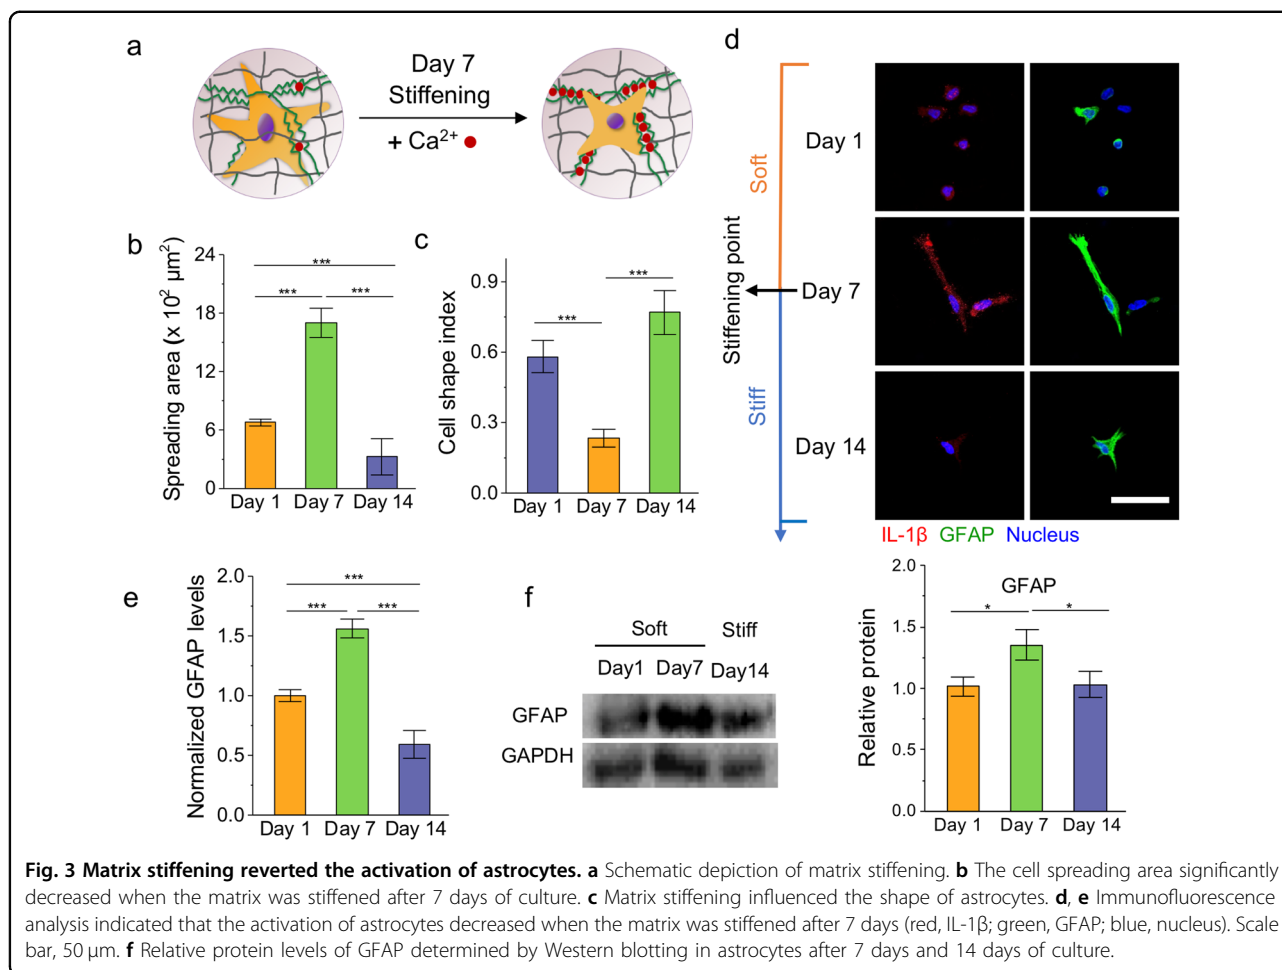 a
Day 7
Stiffening
+ Ca²⁺
b
Spreading area (x 10² µm²)
24
18
12
6
0
***
***
***
Day 1 Day 7 Day 14
c
Cell shape index
0.9
0.6
0.3
0.0
***
***
Day 1 Day 7 Day 14
d
Soft
Stiffening point
Stiff
Day 1
Day 7
Day 14
IL-1β GFAP Nucleus
e
Normalized GFAP levels
2.0
1.5
1.0
0.5
0.0
***
***
***
Day 1 Day 7 Day 14
f
Soft Stiff
Day1 Day7 Day14
GFAP
GAPDH
GFAP
Relative protein
2.0
1.5
1.0
0.5
0.0
*
*
Day 1 Day 7 Day 14
Fig. 3 Matrix stiffening reverted the activation of astrocytes. a Schematic depiction of matrix stiffening. b The cell spreading area significantly
decreased when the matrix was stiffened after 7 days of culture. c Matrix stiffening influenced the shape of astrocytes. d, e Immunofluorescence
analysis indicated that the activation of astrocytes decreased when the matrix was stiffened after 7 days (red, IL-1β; green, GFAP; blue, nucleus). Scale
bar, 50 µm. f Relative protein levels of GFAP determined by Western blotting in astrocytes after 7 days and 14 days of culture.